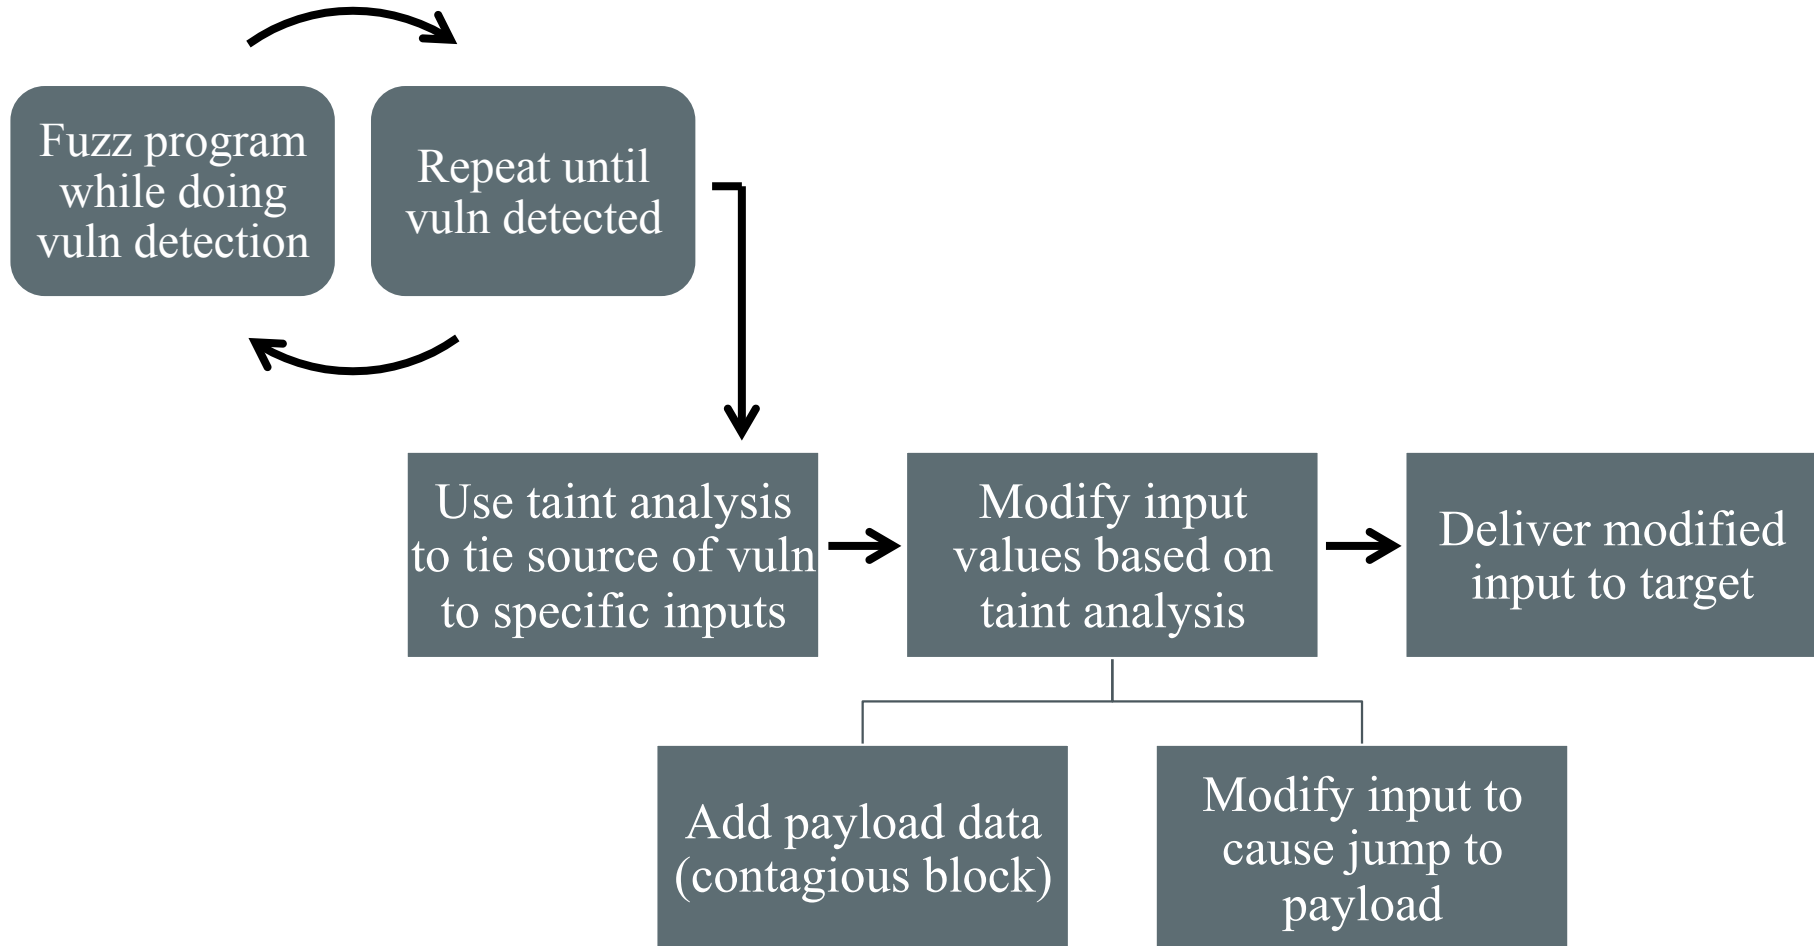 Fuzz program
while doing
vuln detection
Repeat until
vuln detected
Use taint analysis
to tie source of vuln
to specific inputs
Modify input
values based on
taint analysis
Deliver modified
input to target
Add payload data
(contagious block)
Modify input to
cause jump to
payload